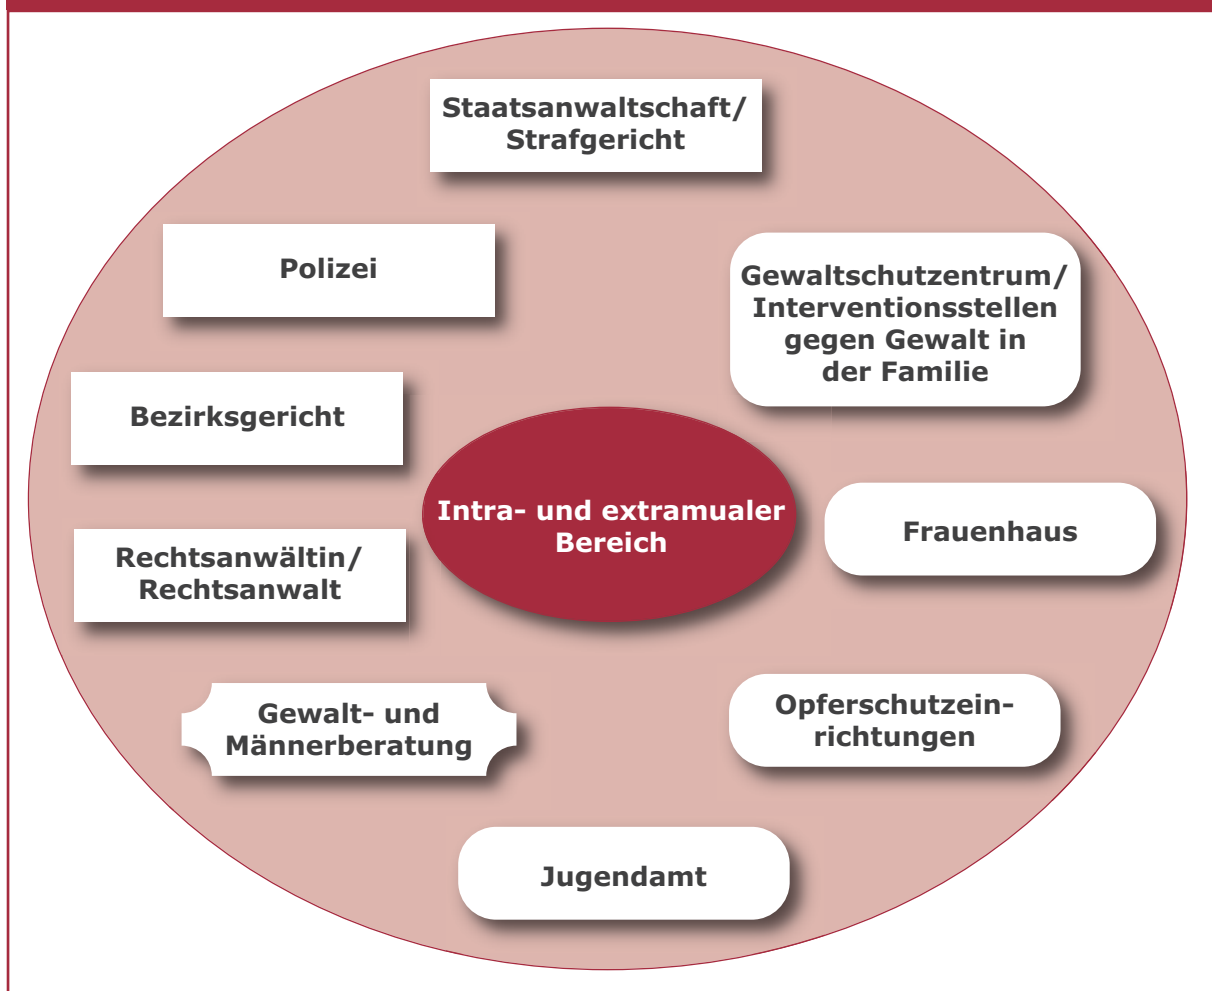 Staatsanwaltschaft/
Strafgericht
Polizei
Gewaltschutzentrum/
Interventionsstellen
gegen Gewalt in
der Familie
Bezirksgericht
Intra- und extramualer
Bereich
Frauenhaus
Rechtsanwältin/
Rechtsanwalt
Gewalt- und
Männerberatung
Opferschutzein-
richtungen
Jugendamt